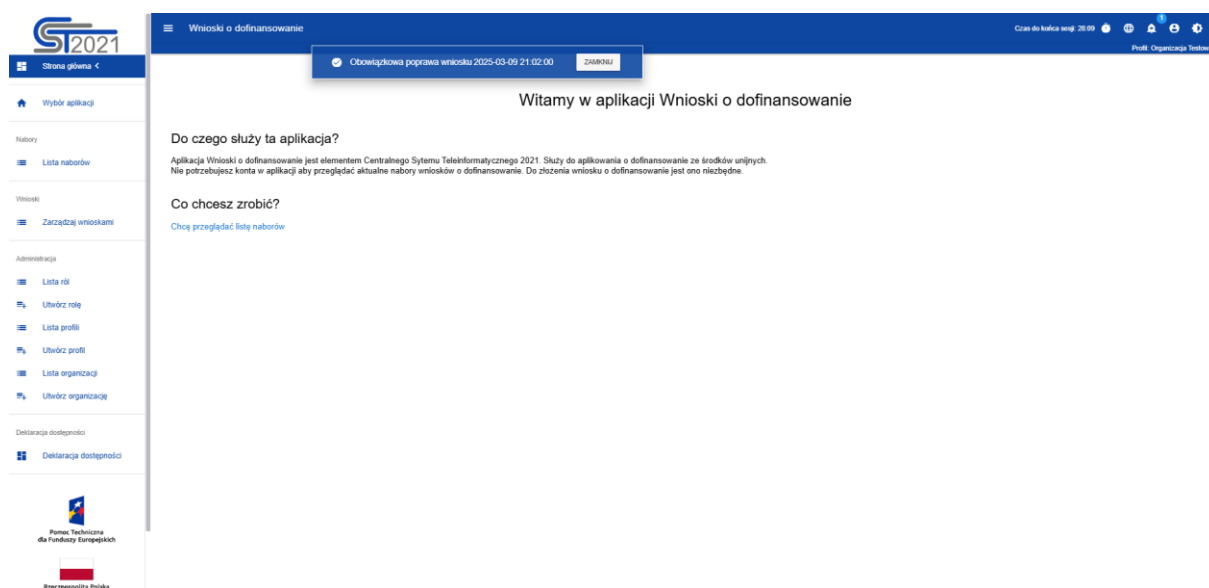 ST2021
Wnioski o dofinansowanie
Czas do końca sesji: 28:09
1
Profil: Organizacja Testow
Obowiązkowa poprawa wniosku 2025-03-09 21:02:00
ZAMKNIJ
Strona główna
Wybór aplikacji
Nabory
Lista naborów
Wnioski
Zarządzaj wnioskami
Administracja
Lista ról
Utwórz rolę
Lista profili
Utwórz profil
Lista organizacji
Utwórz organizację
Deklaracja dostępności
Deklaracja dostępności
Pomoc Techniczna
dla Funduszy Europejskich
Rzeczpospolita Polska
Witamy w aplikacji Wnioski o dofinansowanie
Do czego służy ta aplikacja?
Aplikacja Wnioski o dofinansowanie jest elementem Centralnego Sytemu Teleinformatycznego 2021. Służy do aplikowania o dofinansowanie ze środków unijnych.
Nie potrzebujesz konta w aplikacji aby przeglądać aktualne nabory wniosków o dofinansowanie. Do złożenia wniosku o dofinansowanie jest ono niezbędne.
Co chcesz zrobić?
Chcę przeglądać listę naborów